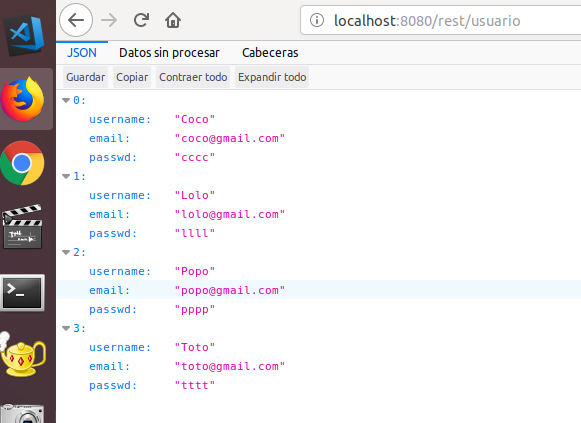 localhost:8080/rest/usuario
JSON Datos sin procesar Cabeceras
Guardar Copiar Contraer todo Expandir todo
0:
username: "Coco"
email: "coco@gmail.com"
passwd: "cccc"
1:
username: "Lolo"
email: "lolo@gmail.com"
passwd: "llll"
2:
username: "Popo"
email: "popo@gmail.com"
passwd: "pppp"
3:
username: "Toto"
email: "toto@gmail.com"
passwd: "tttt"